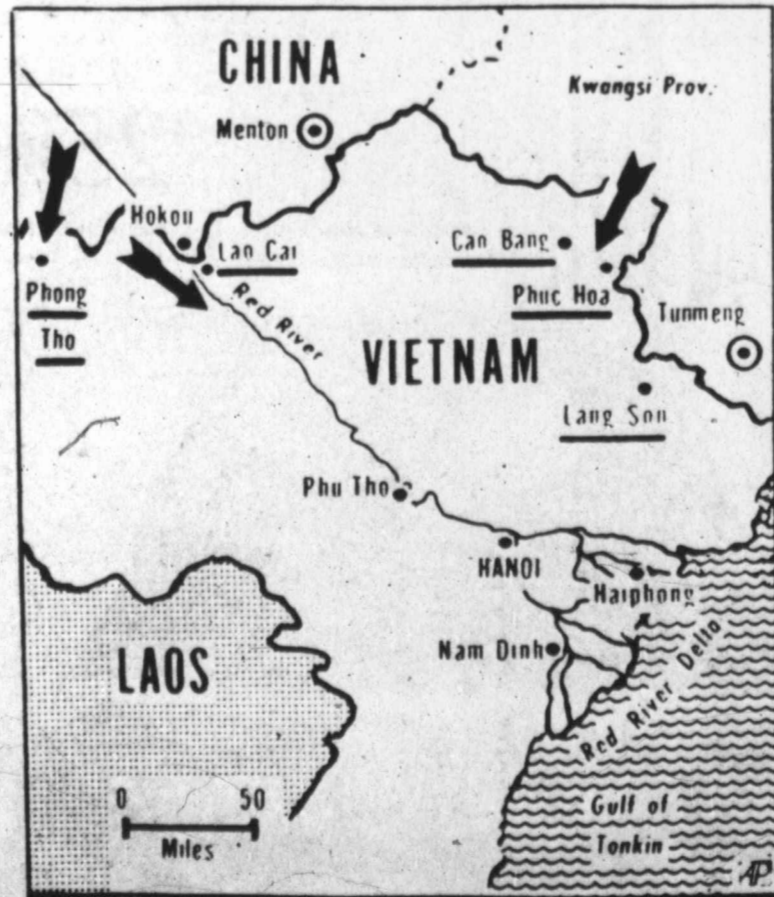 CHINA
Kwangsi Prov.
Menton
Hokou
Lao Cai
Cao Bang
Phong
Tho
Phuc Hoa
Tunmeng
Red River
VIETNAM
Lang Son
Phu Tho
HANOI
Haiphong
LAOS
Nam Dinh
Red River Delta
0 50
Miles
Gulf of
Tonkin
AP